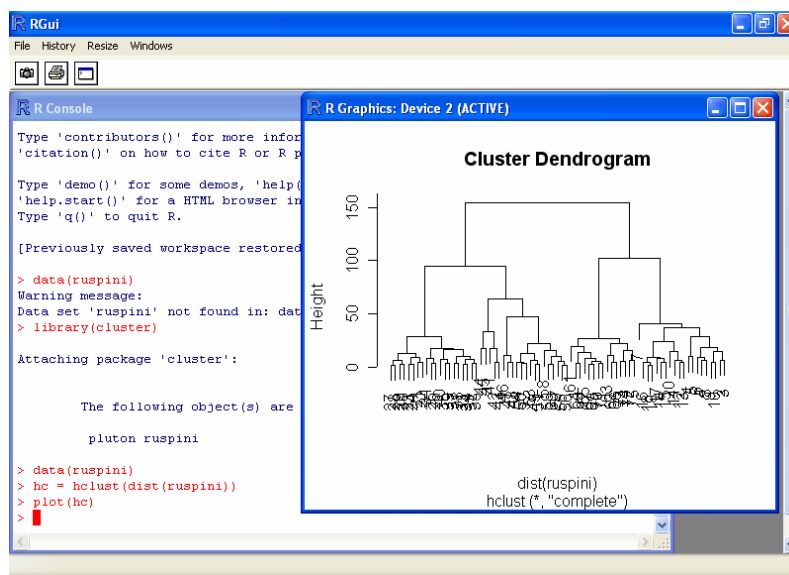 RGui
File History Resize Windows
R Console
Type 'contributors()' for more infor
'citation()' on how to cite R or R p
Type 'demo()' for some demos, 'help(
'help.start()' for a HTML browser in
Type 'q()' to quit R.
[Previously saved workspace restored
> data(ruspini)
Warning message:
Data set 'ruspini' not found in: dat
> library(cluster)
Attaching package 'cluster':
The following object(s) are
pluton ruspini
> data(ruspini)
> hc = hclust(dist(ruspini))
> plot(hc)
>
R Graphics: Device 2 (ACTIVE)
Cluster Dendrogram
Height
150
100
50
0
dist(ruspini)
hclust (*, "complete")